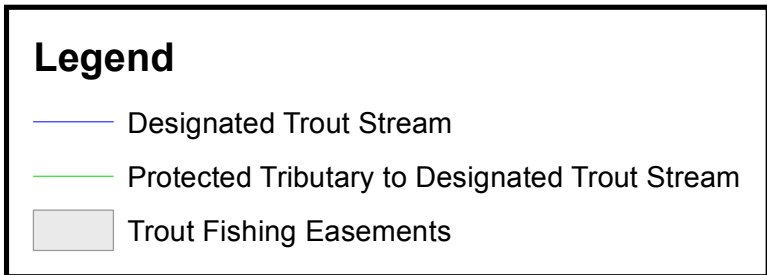 Legend
Designated Trout Stream
Protected Tributary to Designated Trout Stream
Trout Fishing Easements